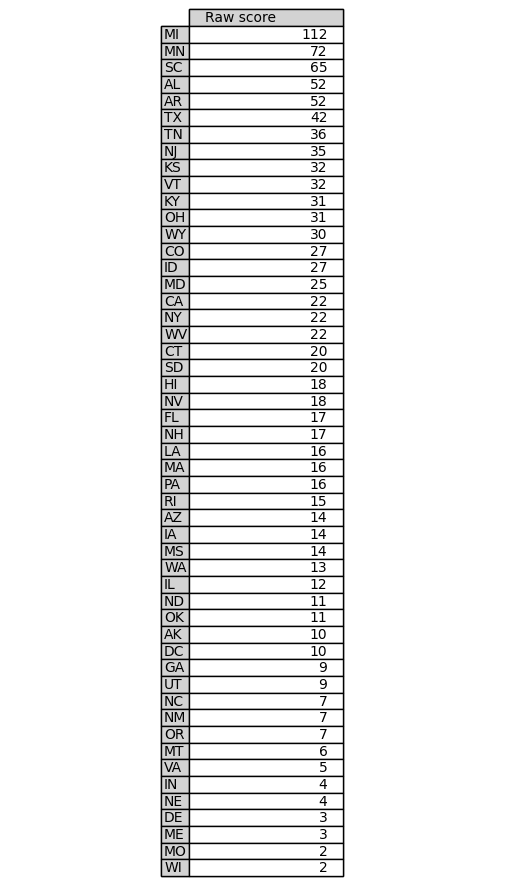 Raw score
MI 112
MN 72
SC 65
AL 52
AR 52
TX 42
TN 36
NJ 35
KS 32
VT 32
KY 31
OH 31
WY 30
CO 27
ID 27
MD 25
CA 22
NY 22
WV 22
CT 20
SD 20
HI 18
NV 18
FL 17
NH 17
LA 16
MA 16
PA 16
RI 15
AZ 14
IA 14
MS 14
WA 13
IL 12
ND 11
OK 11
AK 10
DC 10
GA 9
UT 9
NC 7
NM 7
OR 7
MT 6
VA 5
IN 4
NE 4
DE 3
ME 3
MO 2
WI 2